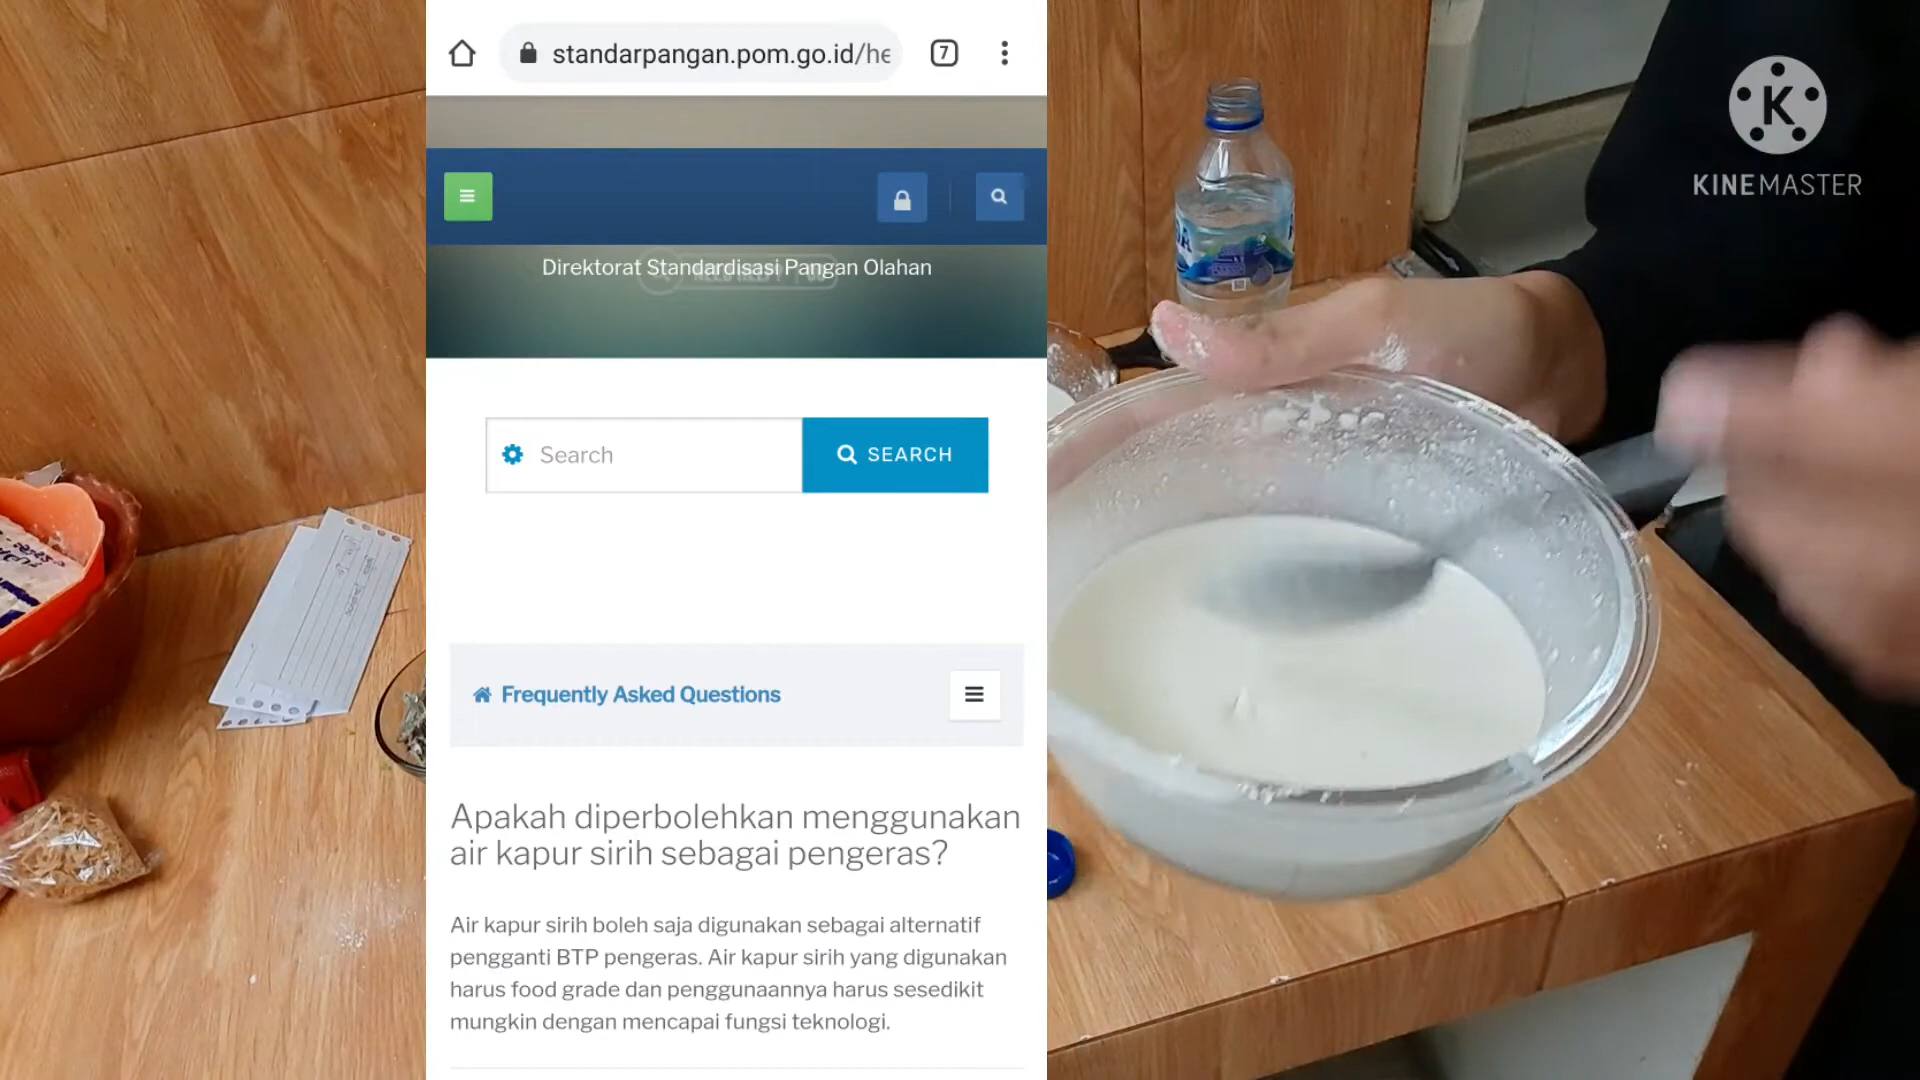 standarpangan.pom.go.id/he
7
Direktorat Standardisasi Pangan Olahan
Search
SEARCH
Frequently Asked Questions
Apakah diperbolehkan menggunakan
air kapur sirih sebagai pengeras?
Air kapur sirih boleh saja digunakan sebagai alternatif
pengganti BTP pengeras. Air kapur sirih yang digunakan
harus food grade dan penggunaannya harus sesedikit
mungkin dengan mencapai fungsi teknologi.
K
KINEMASTER